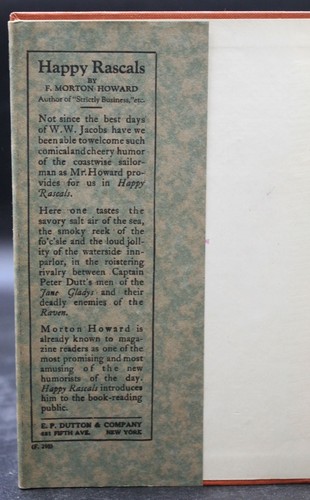 Happy Rascals
BY
F. MORTON HOWARD
Author of "Strictly Business," etc.
Not since the best days
of W. W. Jacobs have we
been able to welcome such
comical and cheery humor
of the coastwise sailor-
man as Mr. Howard pro-
vides for us in Happy
Rascals.
Here one tastes the
savory salt air of the sea,
the smoky reek of the
fo'c'sle and the loud jol-
lity of the waterside inn-
parlor, in the roistering
rivalry between Captain
Peter Dutt's men of the
Jane Gladys and their
deadly enemies of the
Raven.
Morton Howard is
already known to maga-
zine readers as one of the
most promising and most
amusing of the new
humorists of the day.
Happy Rascals introduces
him to the book-reading
public.
E. P. DUTTON & COMPANY
681 FIFTH AVE. NEW YORK